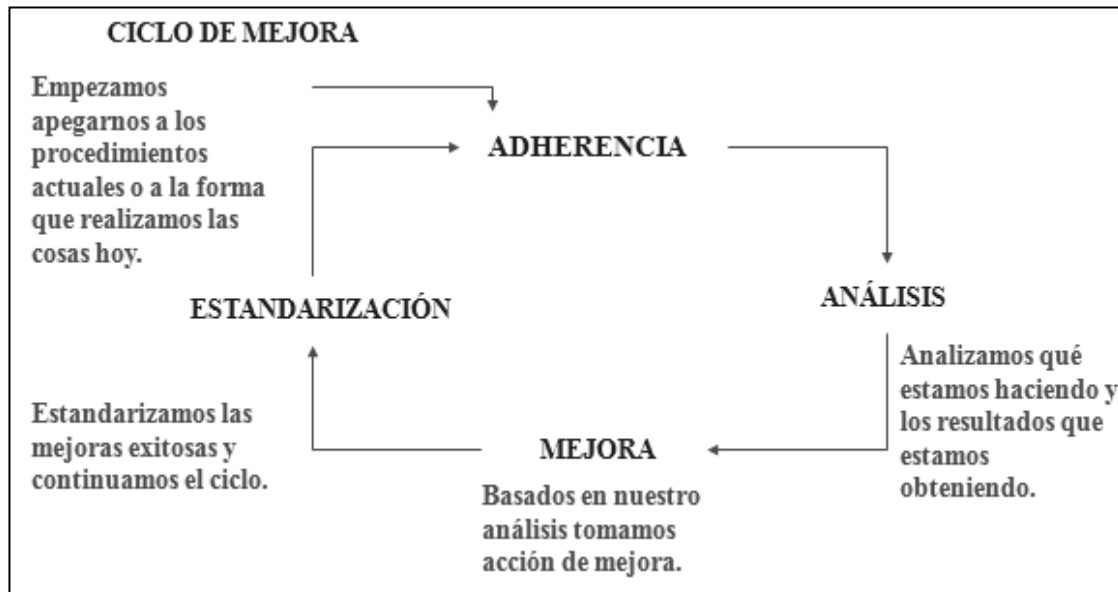 CICLO DE MEJORA
Empezamos
apegarnos a los
procedimientos
actuales o a la forma
que realizamos las
cosas hoy.
ADHERENCIA
ANÁLISIS
Analizamos qué
estamos haciendo y
los resultados que
estamos
obteniendo.
MEJORA
Basados en nuestro
análisis tomamos
acción de mejora.
ESTANDARIZACIÓN
Estandarizamos las
mejoras exitosas y
continuamos el ciclo.